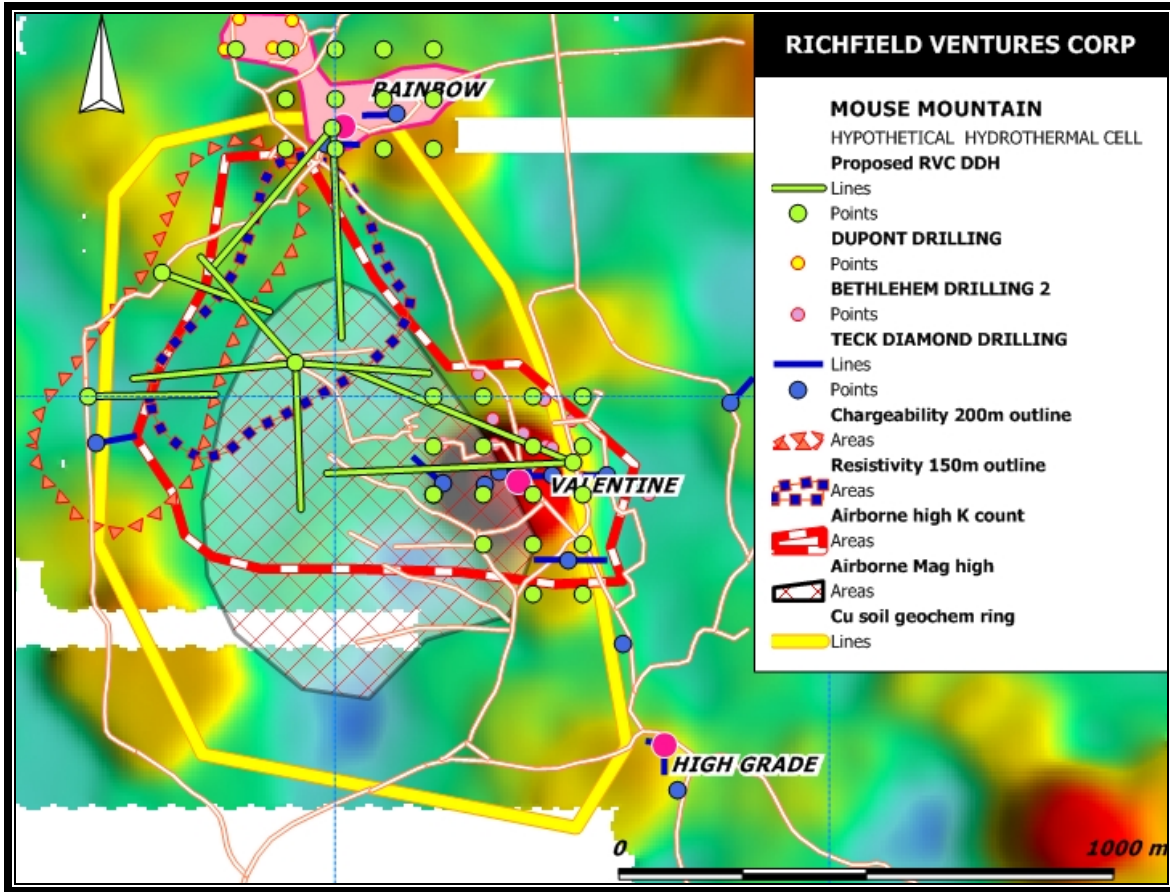 RICHFIELD VENTURES CORP
MOUSE MOUNTAIN
HYPOTHETICAL HYDROTHERMAL CELL
Proposed RVC DDH
Lines
Points
DUPONT DRILLING
Points
BETHLEHEM DRILLING 2
Points
TECK DIAMOND DRILLING
Lines
Points
Chargeability 200m outline
Areas
Resistivity 150m outline
Areas
Airborne high K count
Areas
Airborne Mag high
Areas
Cu soil geochem ring
Lines
RAINBOW
VALENTINE
HIGH GRADE
0 1000 m